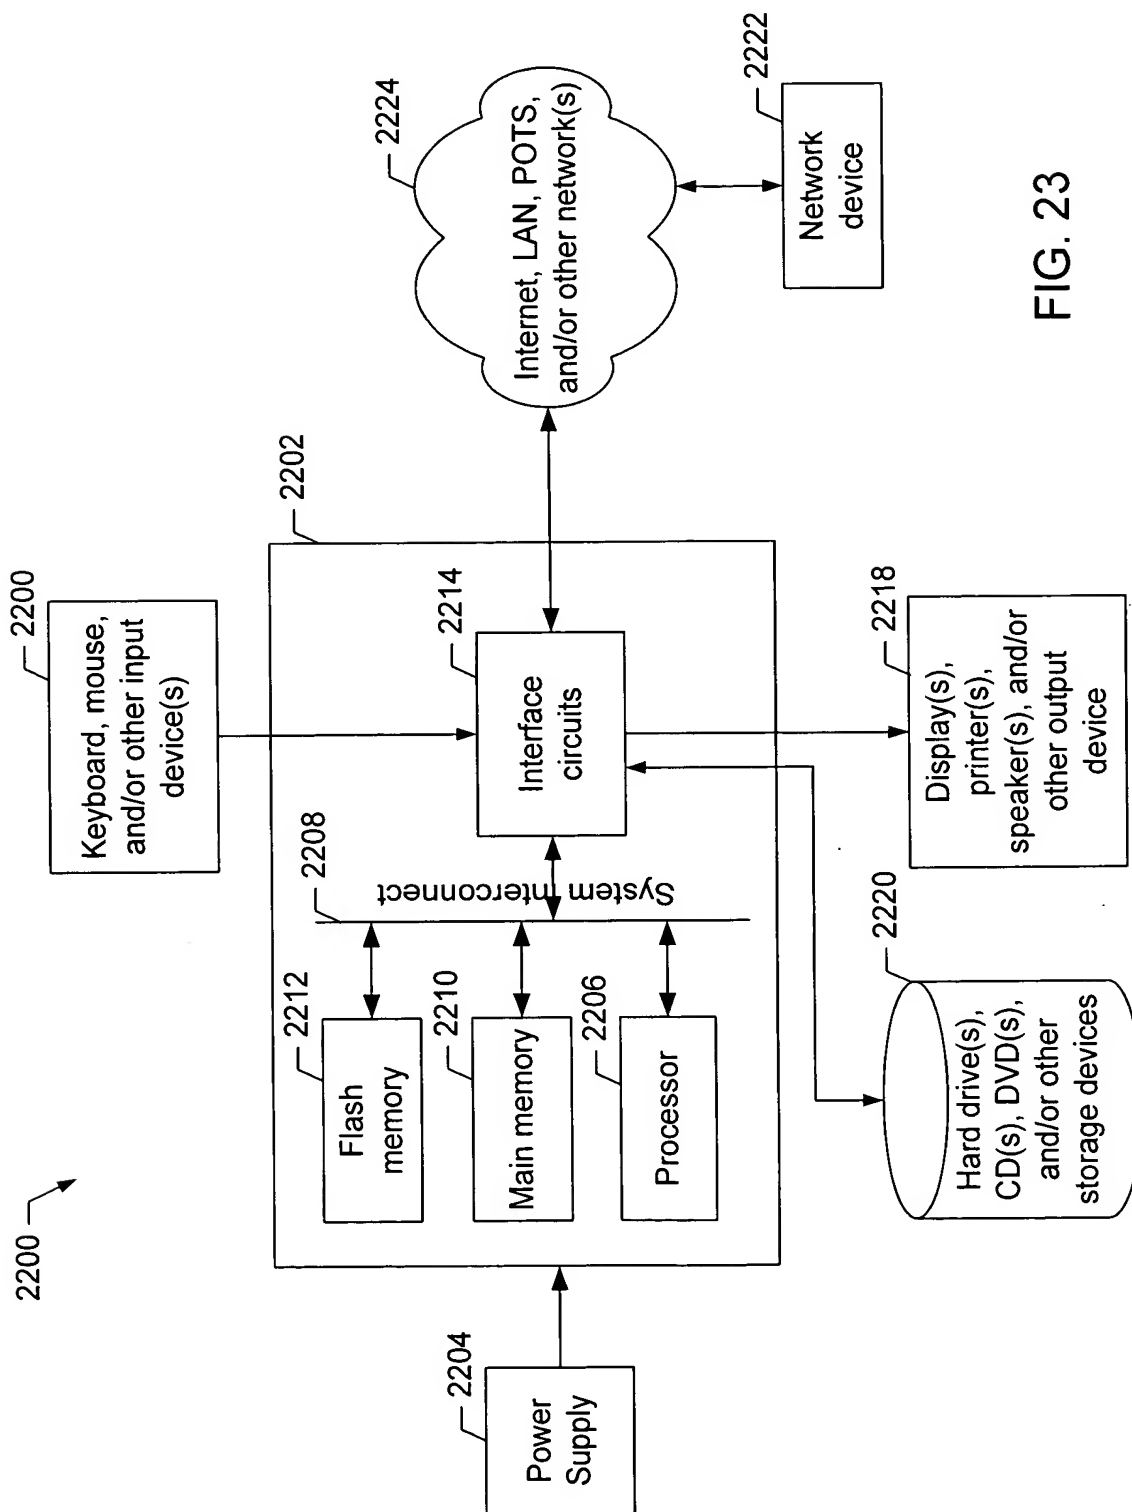 2200
2200
Keyboard, mouse,
and/or other input
device(s)
2202
2204
Power
Supply
2212
Flash
memory
2210
Main memory
2206
Processor
2208
System Interconnect
2214
Interface
circuits
2224
Internet, LAN, POTS,
and/or other network(s)
2222
Network
device
2220
Hard drive(s),
CD(s), DVD(s),
and/or other
storage devices
2218
Display(s),
printer(s),
speaker(s), and/or
other output
device
FIG. 23